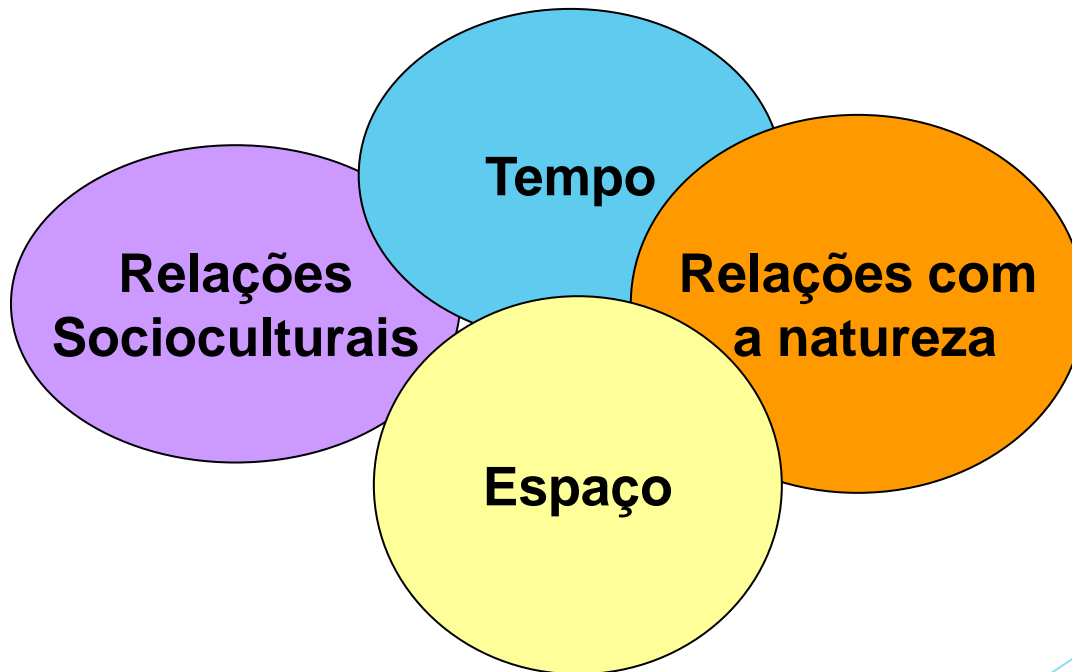 Tempo
Relações
Socioculturais
Relações com
a natureza
Espaço